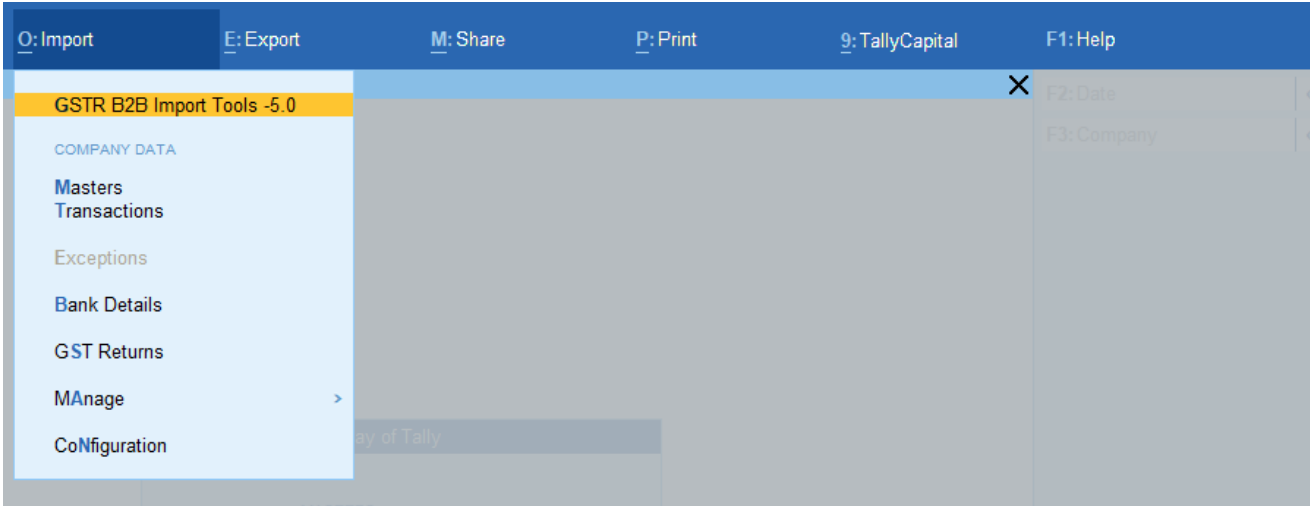 O: Import E: Export M: Share P: Print 9: TallyCapital F1: Help
GSTR B2B Import Tools -5.0
F2: Date
COMPANY DATA
F3: Company
Masters
Transactions
Exceptions
Bank Details
GST Returns
MAnage >
ay of Tally
CoNfiguration